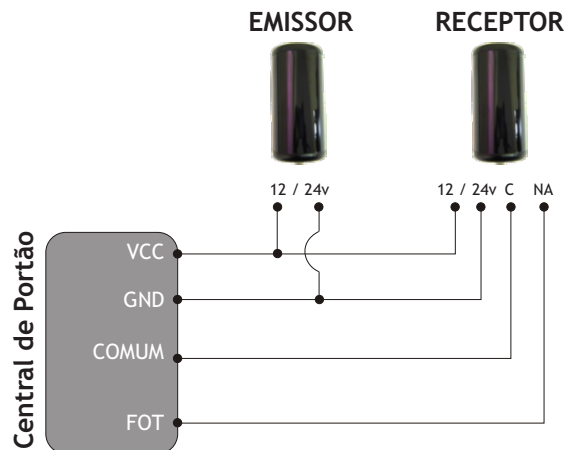 EMISSOR RECEPTOR
12 / 24v 12 / 24v C NA
Central de Portão
VCC
GND
COMUM
FOT